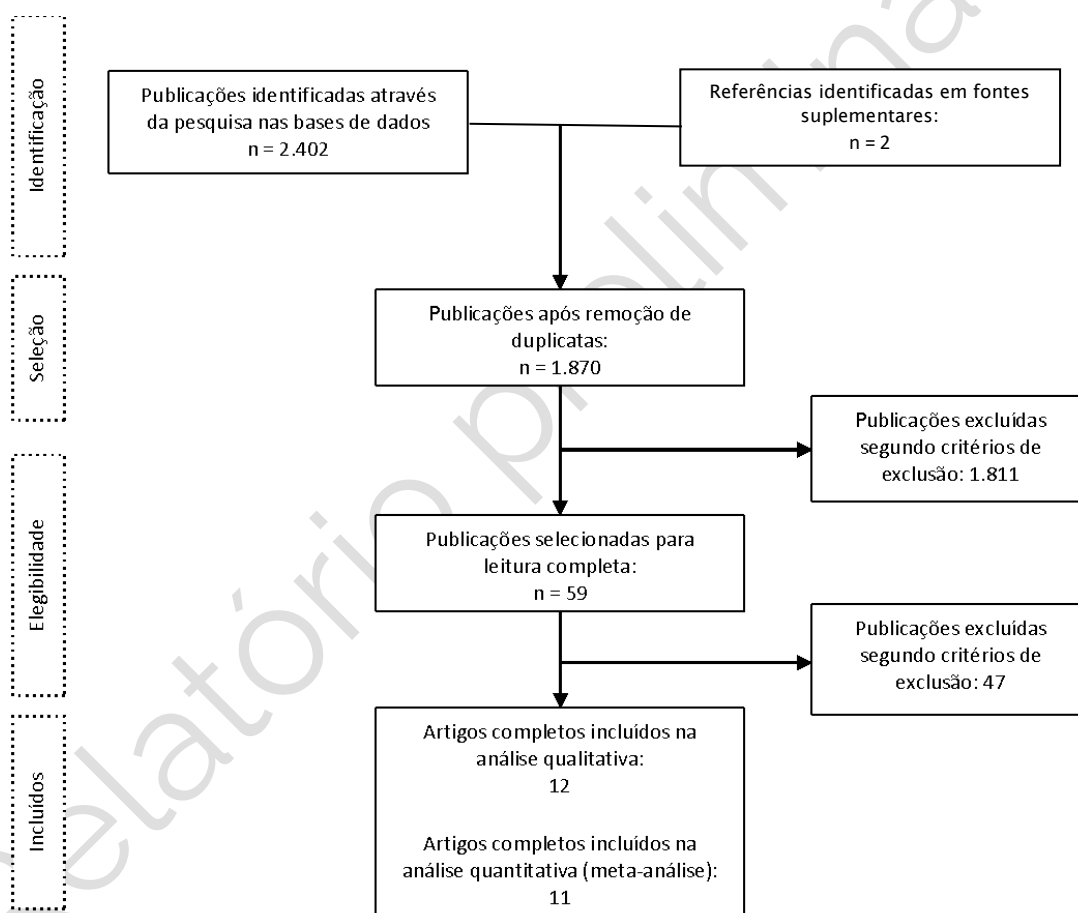 Identificação
Publicações identificadas através
da pesquisa nas bases de dados
n = 2.402
Referências identificadas em fontes
suplementares:
n = 2
Seleção
Publicações após remoção de
duplicatas:
n = 1.870
Publicações excluídas
segundo critérios de
exclusão: 1.811
Elegibilidade
Publicações selecionadas para
leitura completa:
n = 59
Publicações excluídas
segundo critérios de
exclusão: 47
Incluídos
Artigos completos incluídos na
análise qualitativa:
12
Artigos completos incluídos na
análise quantitativa (meta-análise):
11